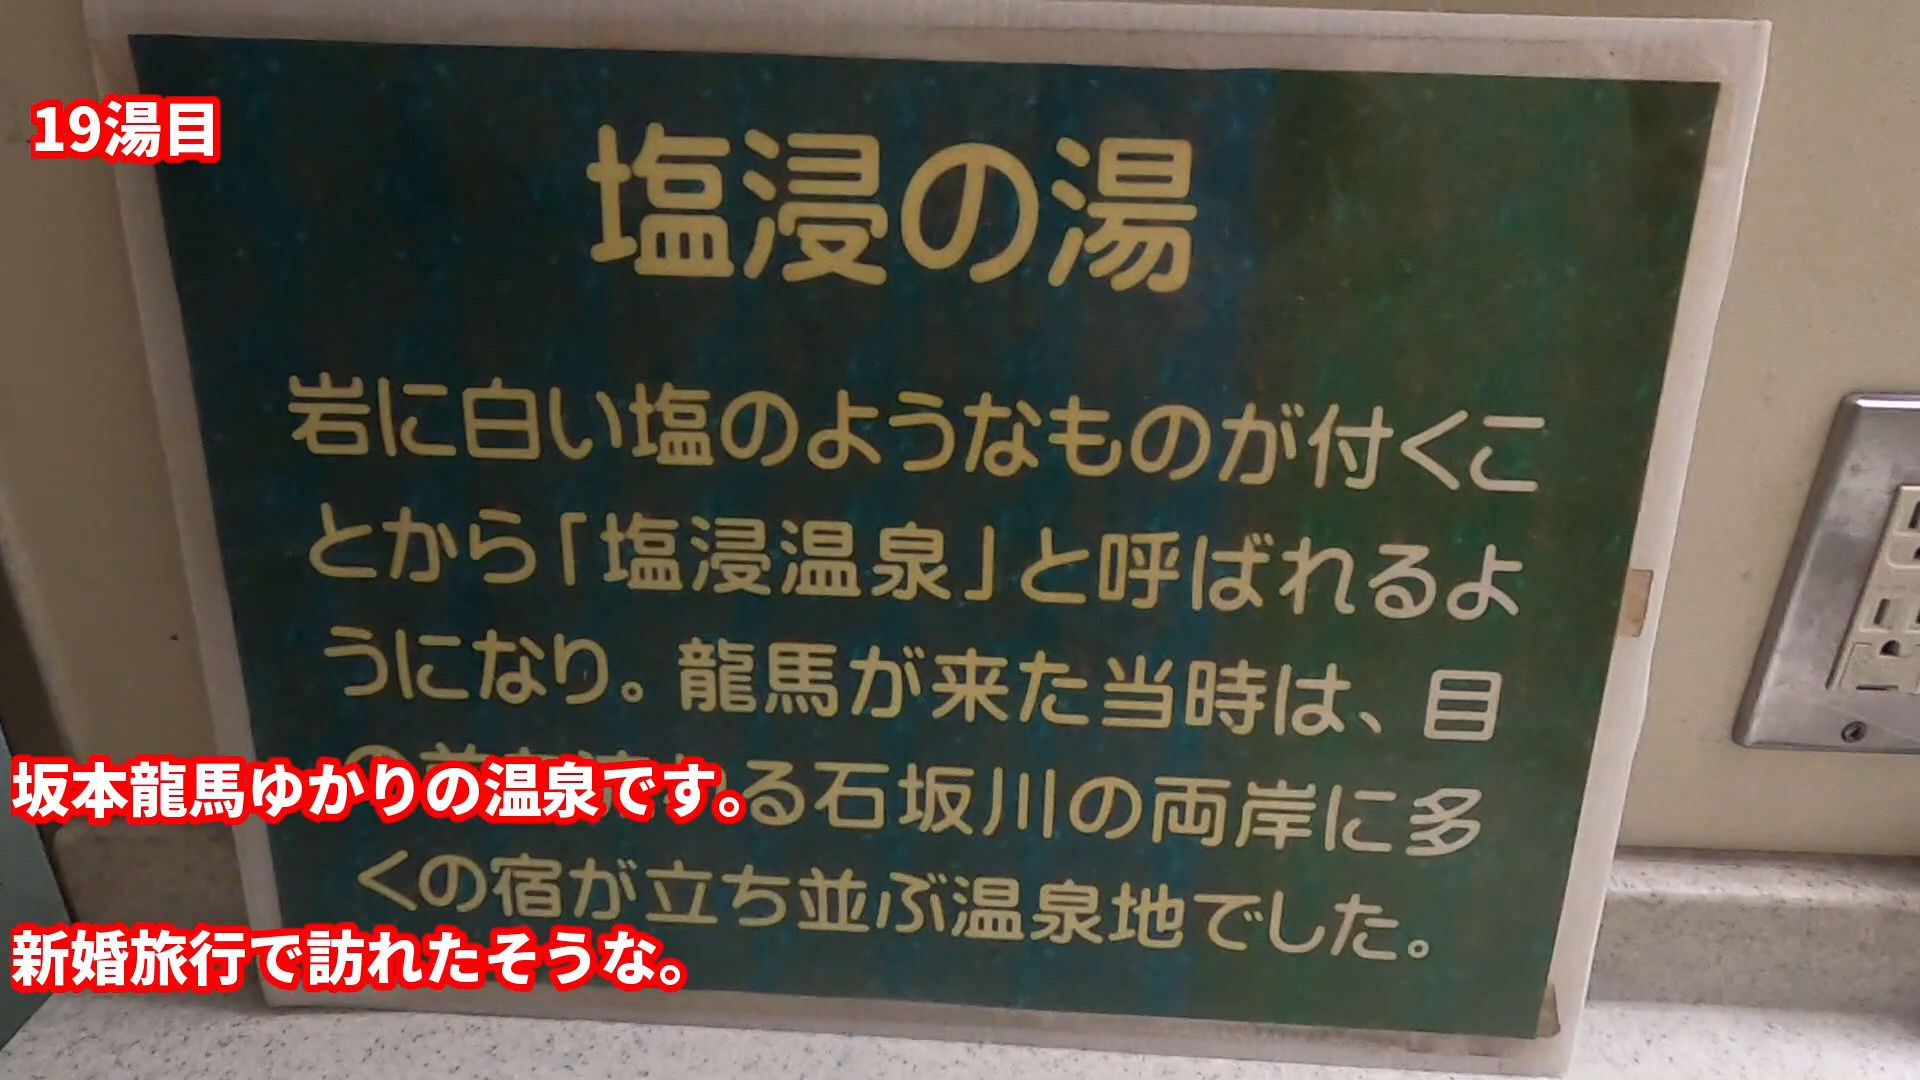 19湯目
塩浸の湯
岩に白い塩のようなものが付くこ
とから「塩浸温泉」と呼ばれるよ
うになり。龍馬が来た当時は、目
る石坂川の両岸に多
くの宿が立ち並ぶ温泉地でした。
坂本龍馬ゆかりの温泉です。
新婚旅行で訪れたそうな。